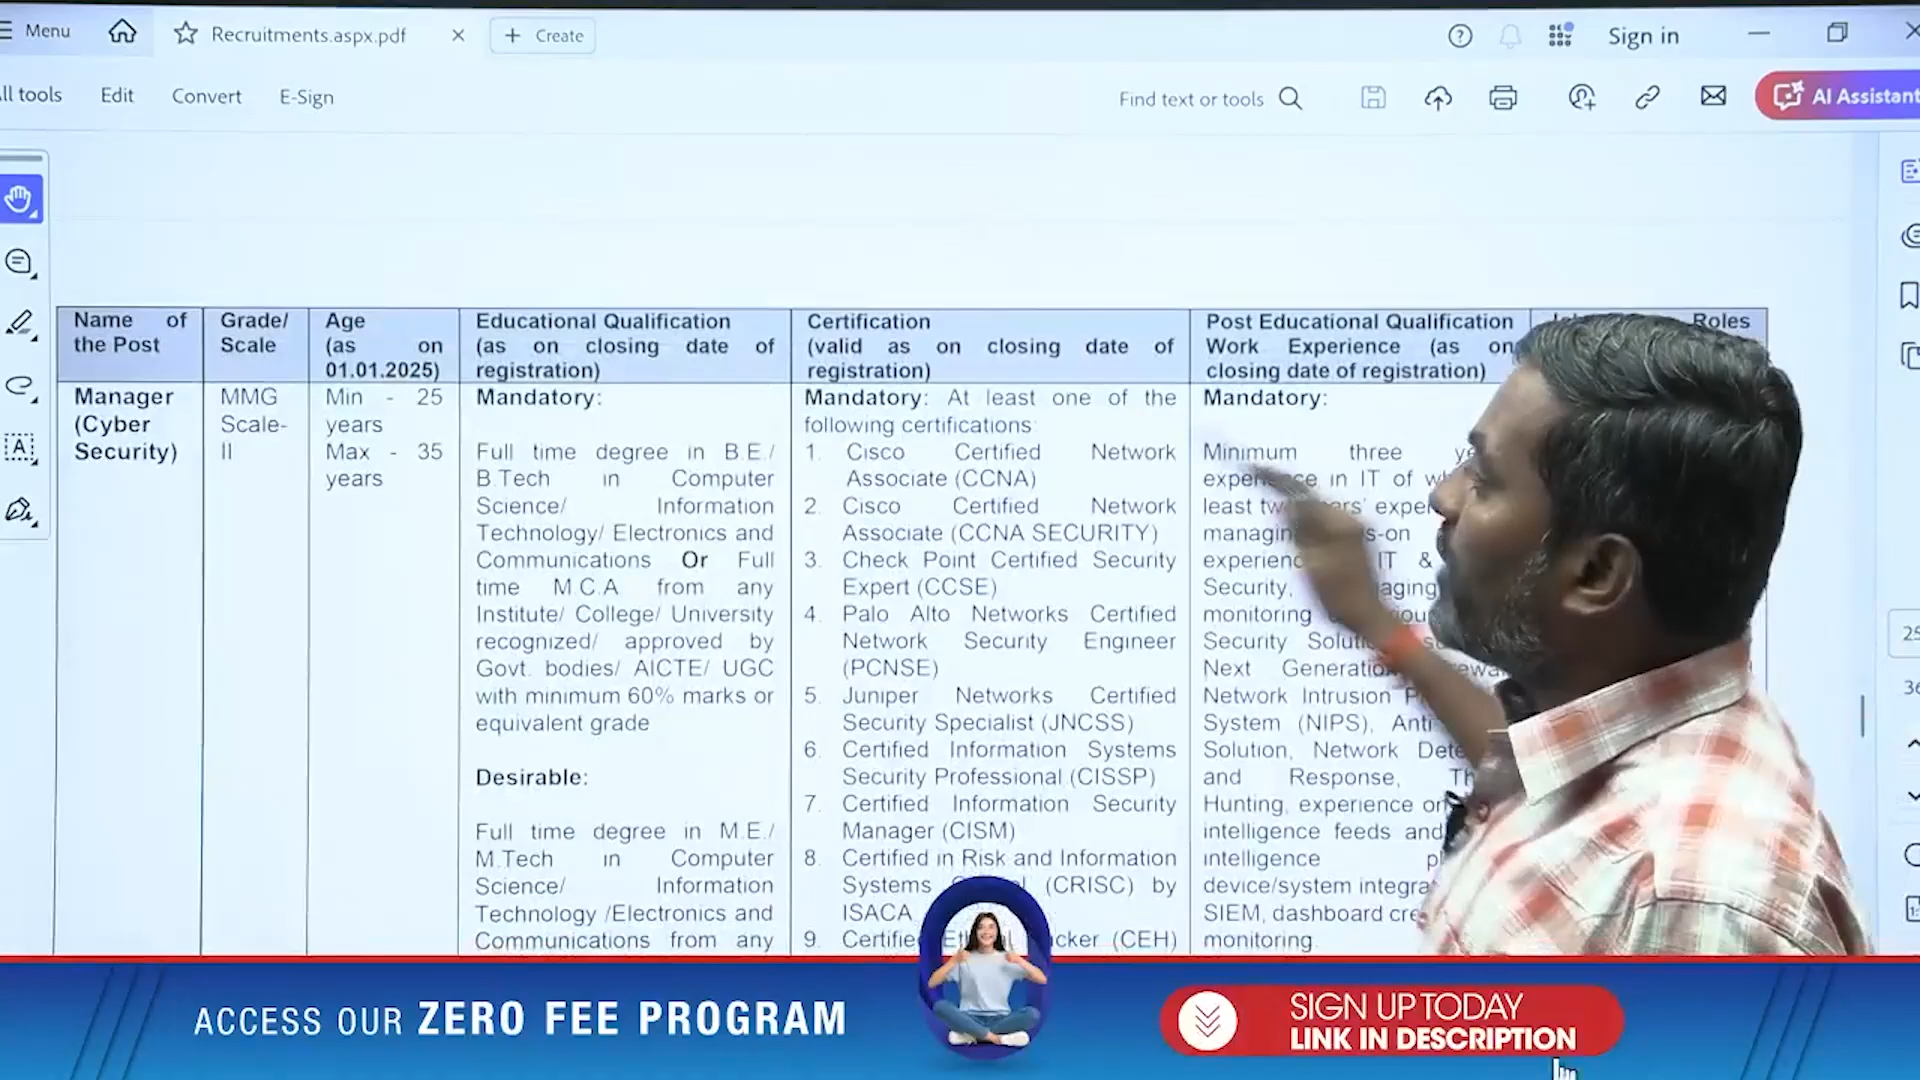 Menu
Recruitments.aspx.pdf
Create
Sign in
ll tools
Edit
Convert
E-Sign
Find text or tools
AI Assistant
Name of the Post
Grade/ Scale
Age (as on 01.01.2025)
Educational Qualification
(as on closing date of
registration)
Certification
(valid as on closing date of
registration)
Post Educational Qualification
Work Experience (as on
closing date of registration)
Roles
Manager
(Cyber
Security)
MMG
Scale-
II
Min - 25
years
Max - 35
years
Mandatory:
Full time degree in B.E./
B.Tech in Computer
Science/ Information
Technology/ Electronics and
Communications Or Full
time M.C.A from any
Institute/ College/ University
recognized/ approved by
Govt. bodies/ AICTE/ UGC
with minimum 60% marks or
equivalent grade
Desirable:
Full time degree in M.E./
M.Tech in Computer
Science/ Information
Technology /Electronics and
Communications from any
Mandatory: At least one of the
following certifications:
1. Cisco Certified Network
Associate (CCNA)
2. Cisco Certified Network
Associate (CCNA SECURITY)
3. Check Point Certified Security
Expert (CCSE)
4. Palo Alto Networks Certified
Network Security Engineer
(PCNSE)
5. Juniper Networks Certified
Security Specialist (JNCSS)
6. Certified Information Systems
Security Professional (CISSP)
7. Certified Information Security
Manager (CISM)
8. Certified in Risk and Information
Systems (CRISC) by
ISACA
9. (CEH)
Mandatory:
Minimum three
in IT of
least
IT &
Security,
monitoring
Security
Next
Network Intrusion
System (NIPS), Anti
Solution, Network
and Response,
Hunting, experience on
intelligence feeds and
intelligence
device/system
SIEM, dashboard
monitoring.
ACCESS OUR ZERO FEE PROGRAM
SIGN UP TODAY
LINK IN DESCRIPTION